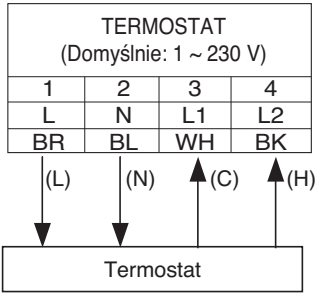 TERMOSTAT
(Domyślnie: 1 ~ 230 V)
1 2 3 4
L N L1 L2
BR BL WH BK
(L) (N) (C) (H)
Termostat